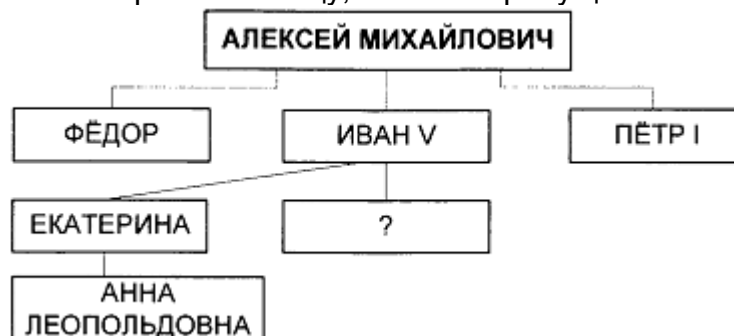 АЛЕКСЕЙ МИХАЙЛОВИЧ
ФЁДОР
ИВАН V
ПЁТР I
ЕКАТЕРИНА
?
АННА
ЛЕОПОЛЬДОВНА